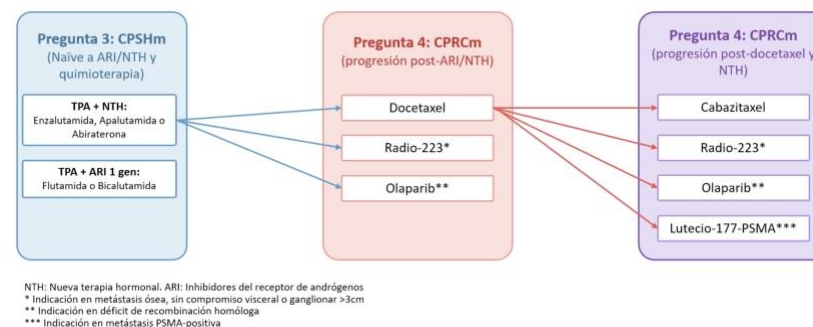 Pregunta 3: CPSHm
(Naïve a ARI/NTH y
quimioterapia)
TPA + NTH:
Enzalutamida, Apalutamida o
Abiraterona
TPA + ARI 1 gen:
Flutamida o Bicalutamida
Pregunta 4: CPRCm
(progresión post-ARI/NTH)
Docetaxel
Radio-223*
Olaparib**
Pregunta 4: CPRCm
(progresión post-docetaxel y
NTH)
Cabazitaxel
Radio-223*
Olaparib**
Lutecio-177-PSMA***
NTH: Nueva terapia hormonal. ARI: Inhibidores del receptor de andrógenos
* Indicación en metástasis ósea, sin compromiso visceral o ganglionar >3cm
** Indicación en déficit de recombinación homóloga
*** Indicación en metástasis PSMA-positiva